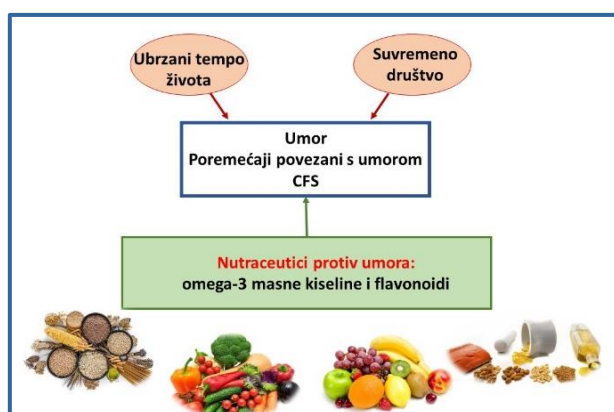 Ubrzani tempo
života
Suvremeno
društvo
Umor
Poremećaji povezani s umorom
CFS
Nutraceutici protiv umora:
omega-3 masne kiseline i flavonoidi